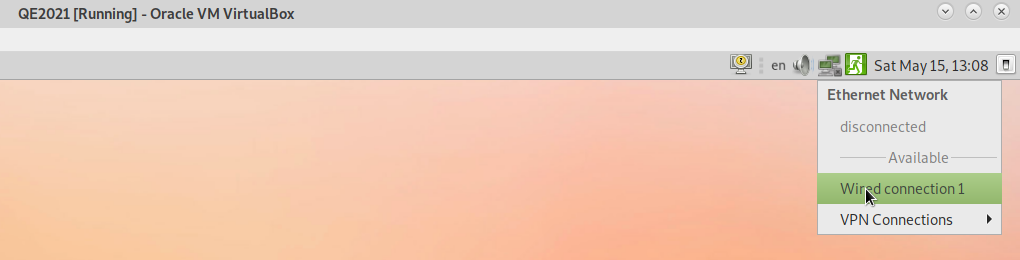 QE2021 [Running] - Oracle VM VirtualBox
en Sat May 15, 13:08
Ethernet Network
disconnected
Available
Wired connection 1
VPN Connections